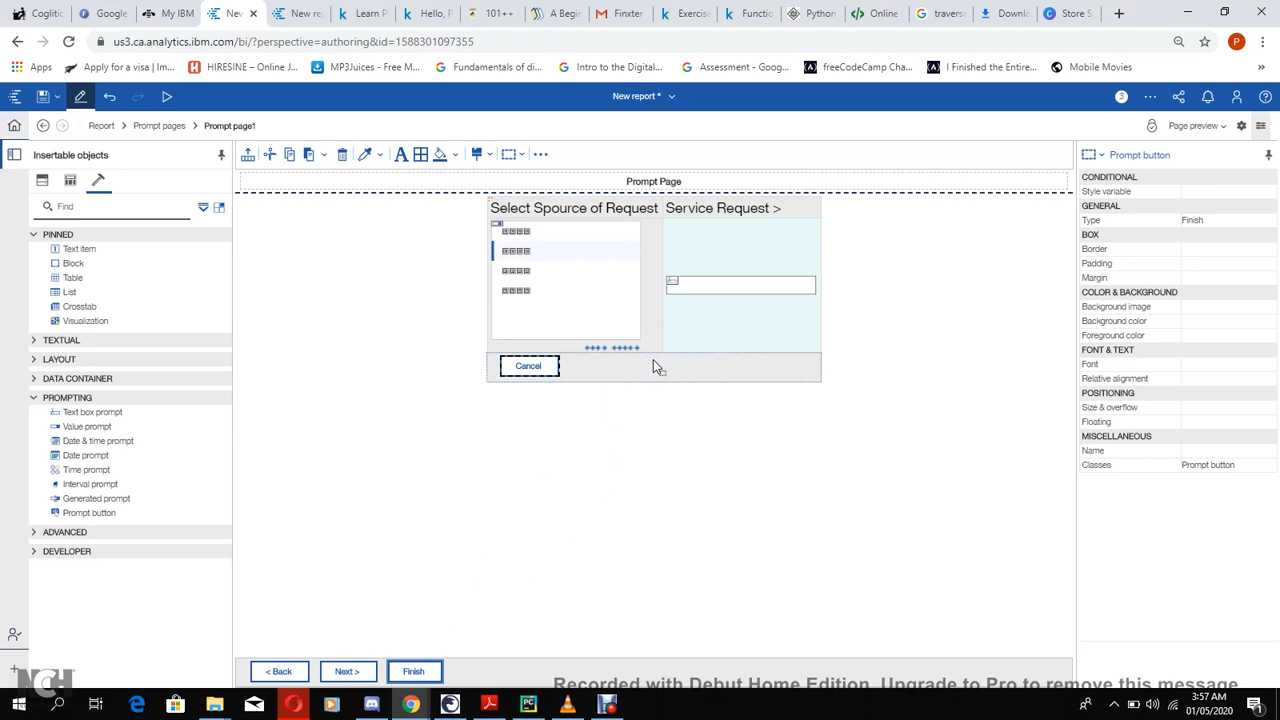 Coglitic
Google
My IBM
New
New rep
Learn P
Hello, P
101++
A Begin
Gmail
Finxter
Exercise
Functio
Python
Online
traverse
Downlo
Store S
us3.ca.analytics.ibm.com/bi/?perspective=authoring&id=1588301097355
P
Apps
Apply for a visa | Im...
HIRESINE – Online J...
MP3Juices - Free M...
Fundamentals of di...
Intro to the Digital...
Assessment - Goog...
freeCodeCamp Cha...
I Finished the Entire...
Mobile Movies
New report *
3
Report
Prompt pages
Prompt page1
Page preview
Insertable objects
Prompt button
Find
Prompt Page
PINNED
Text item
Block
Table
List
Crosstab
Visualization
TEXTUAL
LAYOUT
DATA CONTAINER
PROMPTING
Text box prompt
Value prompt
Date & time prompt
Date prompt
Time prompt
Interval prompt
Generated prompt
Prompt button
ADVANCED
DEVELOPER
Select Spource of Request
Service Request >
Cancel
CONDITIONAL
Style variable
GENERAL
Type Finish
BOX
Border
Padding
Margin
COLOR & BACKGROUND
Background image
Background color
Foreground color
FONT & TEXT
Font
Relative alignment
POSITIONING
Size & overflow
Floating
MISCELLANEOUS
Name
Classes Prompt button
< Back
Next >
Finish
NCH
Recorded with Debut Home Edition. Upgrade to Pro to remove this message
3:57 AM
01/05/2020